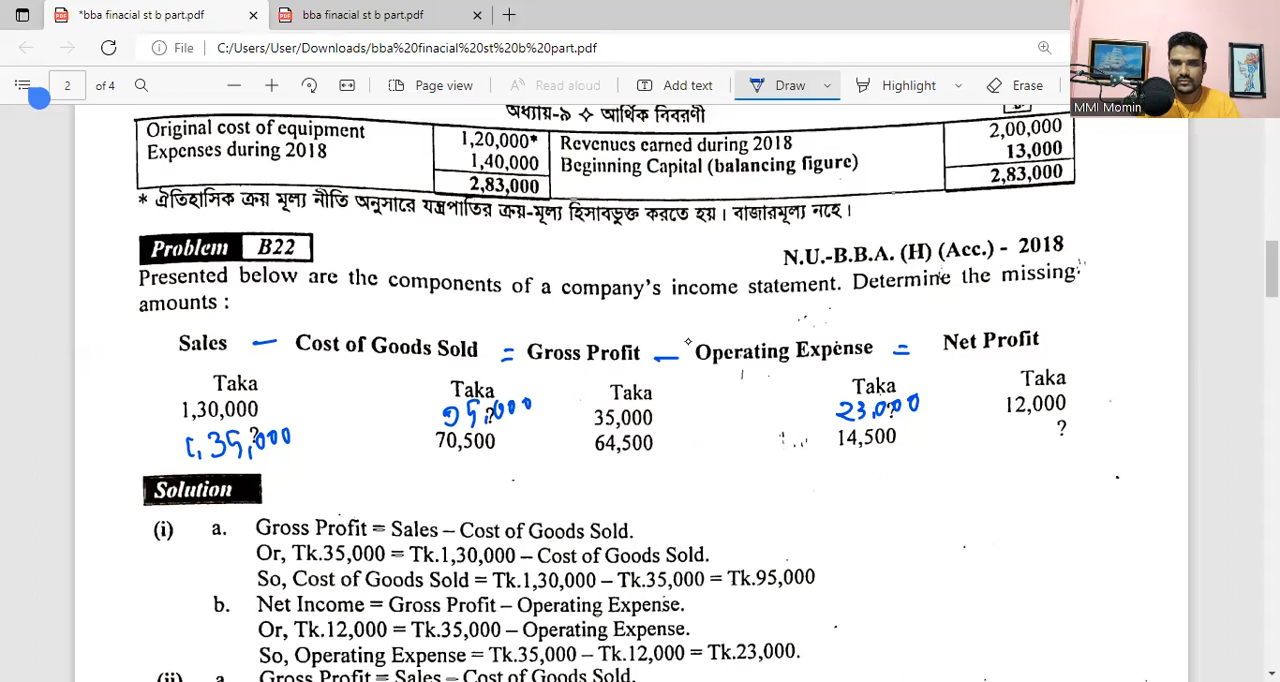 *bba finacial st b part.pdf
bba finacial st b part.pdf
File
C:/Users/User/Downloads/bba%20finacial%20st%20b%20part.pdf
2 of 4
Page view
Read aloud
Add text
Draw
Highlight
Erase
MMI Momin
অধ্যায়-৯ ❖ আর্থিক বিবরণী
Original cost of equipment 1,20,000* Revenues earned during 2018 2,00,000
Expenses during 2018 1,40,000 Beginning Capital (balancing figure) 13,000
2,83,000 2,83,000
* ঐতিহাসিক ক্রয় মূল্য নীতি অনুসারে যন্ত্রপাতির ক্রয়-মূল্য হিসাবভুক্ত করতে হয়। বাজারমূল্য নহে।
Problem B22 N.U.-B.B.A. (H) (Acc.) - 2018
Presented below are the components of a company's income statement. Determine the missing
amounts :
Sales — Cost of Goods Sold = Gross Profit — Operating Expense = Net Profit
Taka Taka Taka Taka Taka
1,30,000 ? 95,000 35,000 ? 23,000 12,000
? 1,35,000 70,500 64,500 14,500 ?
Solution
(i) a. Gross Profit = Sales – Cost of Goods Sold.
Or, Tk.35,000 = Tk.1,30,000 – Cost of Goods Sold.
So, Cost of Goods Sold = Tk.1,30,000 – Tk.35,000 = Tk.95,000
b. Net Income = Gross Profit – Operating Expense.
Or, Tk.12,000 = Tk.35,000 – Operating Expense.
So, Operating Expense = Tk.35,000 – Tk.12,000 = Tk.23,000.
(ii) a. Gross Profit = Sales – Cost of Goods Sold.